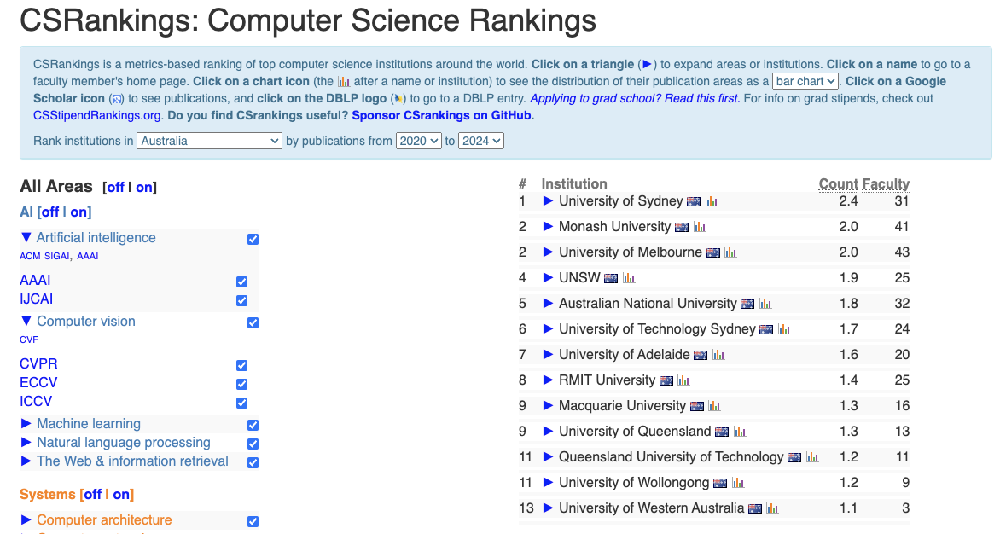 CSRankings: Computer Science Rankings
CSRankings is a metrics-based ranking of top computer science institutions around the world. Click on a triangle (▶) to expand areas or institutions. Click on a name to go to a
faculty member's home page. Click on a chart icon (the after a name or institution) to see the distribution of their publication areas as a bar chart. Click on a Google
Scholar icon () to see publications, and click on the DBLP logo () to go to a DBLP entry. Applying to grad school? Read this first. For info on grad stipends, check out
CSStipendRankings.org. Do you find CSrankings useful? Sponsor CSrankings on GitHub.
Rank institutions in Australia by publications from 2020 to 2024
All Areas [off | on]
AI [off | on]
▼ Artificial intelligence
ACM SIGAI, AAAI
AAAI
IJCAI
▼ Computer vision
CVF
CVPR
ECCV
ICCV
▶ Machine learning
▶ Natural language processing
▶ The Web & information retrieval
Systems [off | on]
▶ Computer architecture
# Institution Count Faculty
1 ▶ University of Sydney 2.4 31
2 ▶ Monash University 2.0 41
2 ▶ University of Melbourne 2.0 43
4 ▶ UNSW 1.9 25
5 ▶ Australian National University 1.8 32
6 ▶ University of Technology Sydney 1.7 24
7 ▶ University of Adelaide 1.6 20
8 ▶ RMIT University 1.4 25
9 ▶ Macquarie University 1.3 16
9 ▶ University of Queensland 1.3 13
11 ▶ Queensland University of Technology 1.2 11
11 ▶ University of Wollongong 1.2 9
13 ▶ University of Western Australia 1.1 3